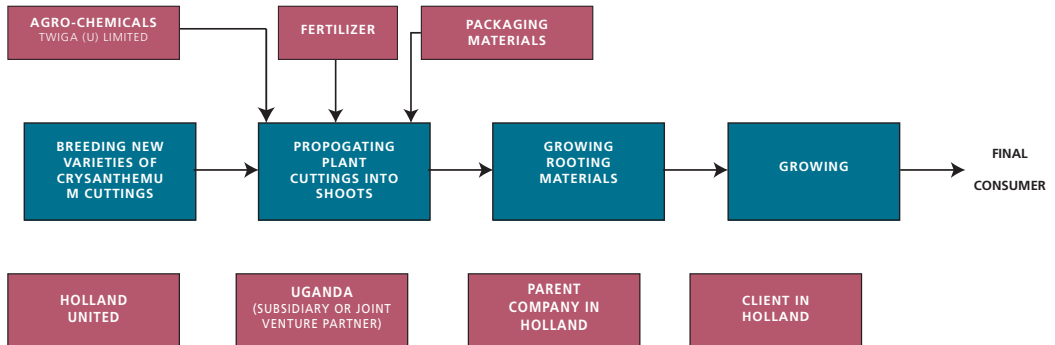 AGRO-CHEMICALS
TWIGA (U) LIMITED
FERTILIZER
PACKAGING
MATERIALS
BREEDING NEW
VARIETIES OF
CRYSANTHEMU
M CUTTINGS
PROPOGATING
PLANT
CUTTINGS INTO
SHOOTS
GROWING
ROOTING
MATERIALS
GROWING
FINAL
CONSUMER
HOLLAND
UNITED
UGANDA
(SUBSIDIARY OR JOINT
VENTURE PARTNER)
PARENT
COMPANY IN
HOLLAND
CLIENT IN
HOLLAND